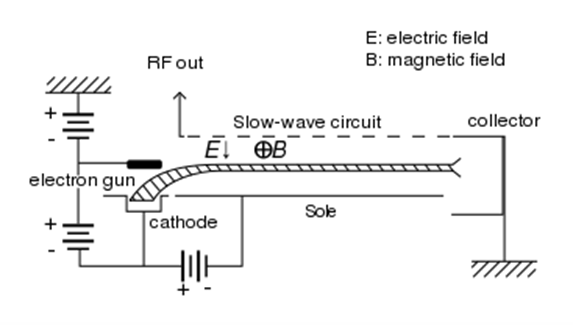 E: electric field
B: magnetic field
RF out
Slow-wave circuit
collector
E↓ ⊕B
+
-
electron gun
cathode
Sole
+
-
+ -